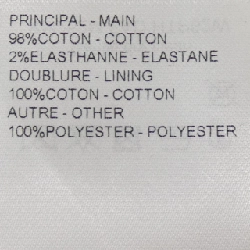 PRINCIPAL - MAIN
98%COTON - COTTON
2%ELASTHANNE - ELASTANE
DOUBLURE - LINING
100%COTON - COTTON
AUTRE - OTHER
100%POLYESTER - POLYESTER